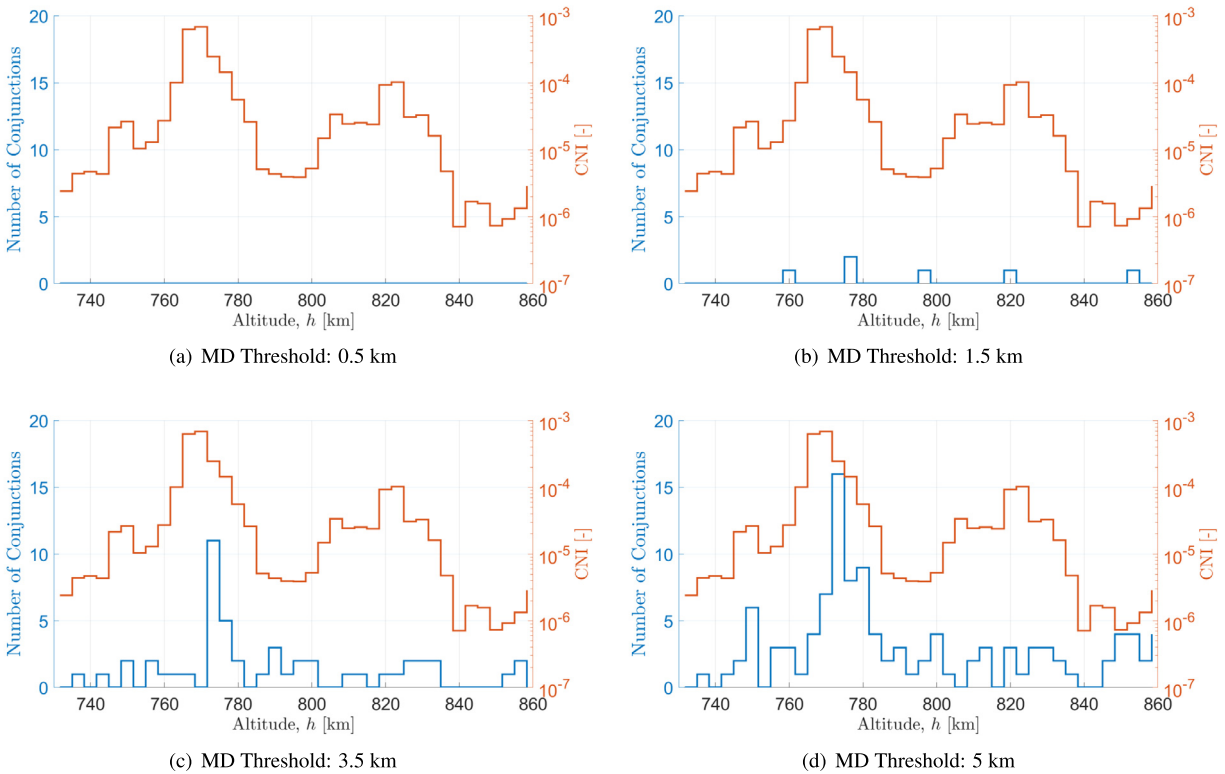 20
15
10
5
0
Number of Conjunctions
10-3
10-4
10-5
10-6
10-7
CNI [-]
740 760 780 800 820 840 860
Altitude, h [km]
(a) MD Threshold: 0.5 km
20
15
10
5
0
Number of Conjunctions
10-3
10-4
10-5
10-6
10-7
CNI [-]
740 760 780 800 820 840 860
Altitude, h [km]
(b) MD Threshold: 1.5 km
20
15
10
5
0
Number of Conjunctions
10-3
10-4
10-5
10-6
10-7
CNI [-]
740 760 780 800 820 840 860
Altitude, h [km]
(c) MD Threshold: 3.5 km
20
15
10
5
0
Number of Conjunctions
10-3
10-4
10-5
10-6
10-7
CNI [-]
740 760 780 800 820 840 860
Altitude, h [km]
(d) MD Threshold: 5 km